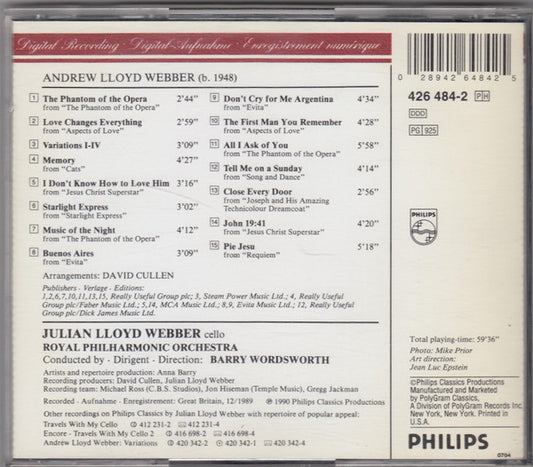 Digital Recording · Digital-Aufnahme · Enregistrement numérique
ANDREW LLOYD WEBBER (b. 1948)
1 The Phantom of the Opera 2'44"
from "The Phantom of the Opera"
2 Love Changes Everything 2'59"
from "Aspects of Love"
3 Variations I-IV 3'09"
4 Memory 4'27"
from "Cats"
5 I Don't Know How to Love Him 3'16"
from "Jesus Christ Superstar"
6 Starlight Express 3'02"
from "Starlight Express"
7 Music of the Night 4'12"
from "The Phantom of the Opera"
8 Buenos Aires 3'09"
from "Evita"
9 Don't Cry for Me Argentina 4'34"
from "Evita"
10 The First Man You Remember 4'28"
from "Aspects of Love"
11 All I Ask of You 5'58"
from "The Phantom of the Opera"
12 Tell Me on a Sunday 4'14"
from "Song and Dance"
13 Close Every Door 2'56"
from "Joseph and His Amazing
Technicolour Dreamcoat"
14 John 19:41 4'20"
from "Jesus Christ Superstar"
15 Pie Jesu 5'18"
from "Requiem"
Arrangements: DAVID CULLEN
Publishers · Verlage · Editions:
1,2,6,7,10,11,13,15, Really Useful Group plc; 3, Steam Power Music Ltd.; 4, Really Useful
Group plc/Faber Music Ltd.; 5,14, MCA Music Ltd.; 8,9, Evita Music Ltd.; 12, Really Useful
Group plc/Dick James Music Ltd.
JULIAN LLOYD WEBBER cello
ROYAL PHILHARMONIC ORCHESTRA
Conducted by · Dirigent · Direction: BARRY WORDSWORTH
Artists and repertoire production: Anna Barry
Recording producers: David Cullen, Julian Lloyd Webber
Recording team: Michael Ross (C.B.S. Studios), Jon Hiseman (Temple Music), Gregg Jackman
Recorded · Aufnahme · Enregistrement: Great Britain, 12/1989 ℗ 1990 Philips Classics Productions
Other recordings on Philips Classics by Julian Lloyd Webber with repertoire of popular appeal:
Travels With My Cello 412 231-2 412 231-4
Encore - Travels With My Cello 2 416 698-2 416 698-4
Andrew Lloyd Webber: Variations 420 342-2 420 342-1 420 342-4
0 28942 64842 5
426 484-2 PH
DDD
PG 925
PHILIPS
Total playing-time: 59'36"
Photo: Mike Prior
Art direction:
Jean Luc Epstein
©Philips Classics Productions
Manufactured and Marketed
by PolyGram Classics,
A Division of PolyGram Records Inc.
New York, New York. Printed in
U.S.A.
PHILIPS
0704